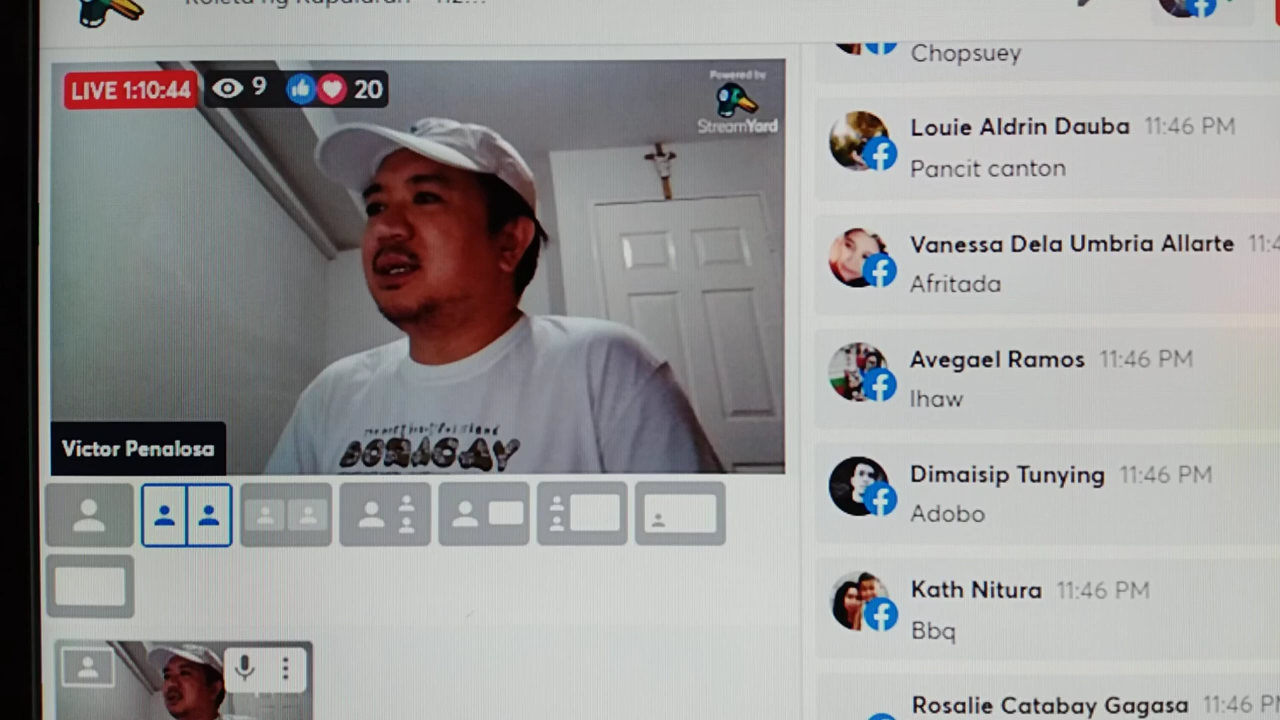 LIVE 1:10:44
9
20
Powered by
StreamYard
BORACAY
Victor Penalosa
Chopsuey
Louie Aldrin Dauba 11:46 PM
Pancit canton
Vanessa Dela Umbria Allarte
Afritada
Avegael Ramos 11:46 PM
Ihaw
Dimaisip Tunying 11:46 PM
Adobo
Kath Nitura 11:46 PM
Bbq
Rosalie Catabay Gagasa 11:46